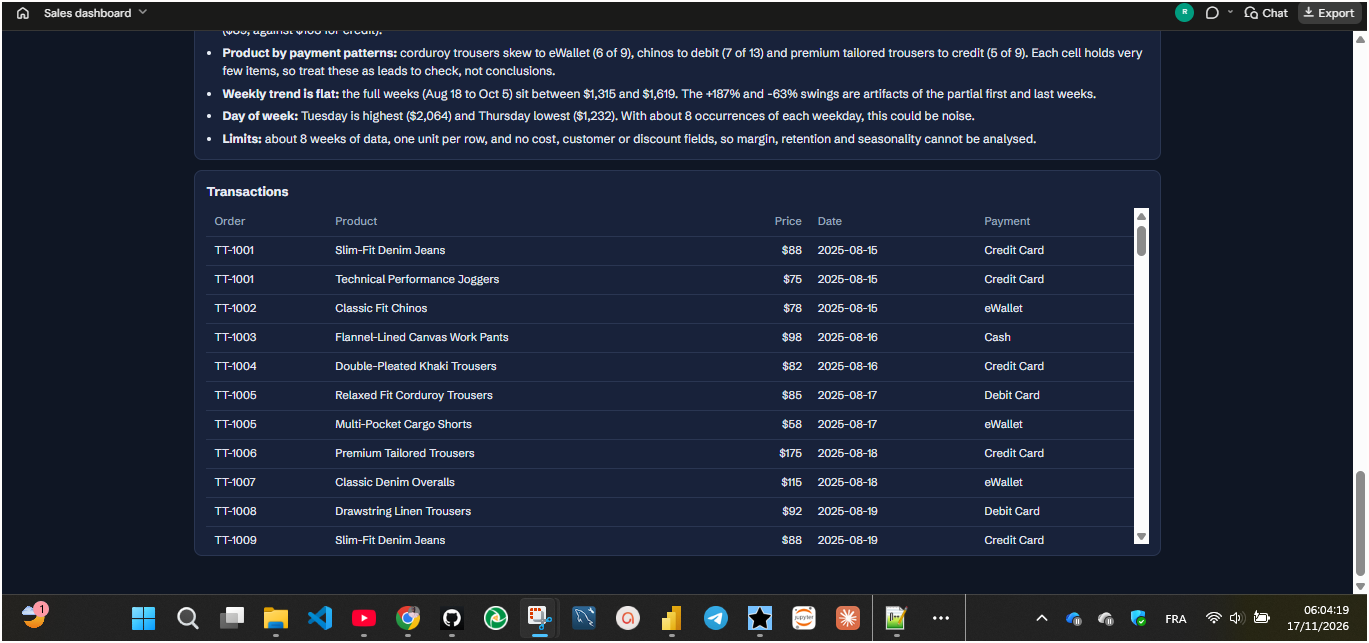 Sales dashboard
R
Chat
Export
• Product by payment patterns: corduroy trousers skew to eWallet (6 of 9), chinos to debit (7 of 13) and premium tailored trousers to credit (5 of 9). Each cell holds very
few items, so treat these as leads to check, not conclusions.
• Weekly trend is flat: the full weeks (Aug 18 to Oct 5) sit between $1,315 and $1,619. The +187% and -63% swings are artifacts of the partial first and last weeks.
• Day of week: Tuesday is highest ($2,064) and Thursday lowest ($1,232). With about 8 occurrences of each weekday, this could be noise.
• Limits: about 8 weeks of data, one unit per row, and no cost, customer or discount fields, so margin, retention and seasonality cannot be analysed.
Transactions
Order Product Price Date Payment
TT-1001 Slim-Fit Denim Jeans $88 2025-08-15 Credit Card
TT-1001 Technical Performance Joggers $75 2025-08-15 Credit Card
TT-1002 Classic Fit Chinos $78 2025-08-15 eWallet
TT-1003 Flannel-Lined Canvas Work Pants $98 2025-08-16 Cash
TT-1004 Double-Pleated Khaki Trousers $82 2025-08-16 Credit Card
TT-1005 Relaxed Fit Corduroy Trousers $85 2025-08-17 Debit Card
TT-1005 Multi-Pocket Cargo Shorts $58 2025-08-17 eWallet
TT-1006 Premium Tailored Trousers $175 2025-08-18 Credit Card
TT-1007 Classic Denim Overalls $115 2025-08-18 eWallet
TT-1008 Drawstring Linen Trousers $92 2025-08-19 Debit Card
TT-1009 Slim-Fit Denim Jeans $88 2025-08-19 Credit Card
1
jupyter
FRA
06:04:19
17/11/2026